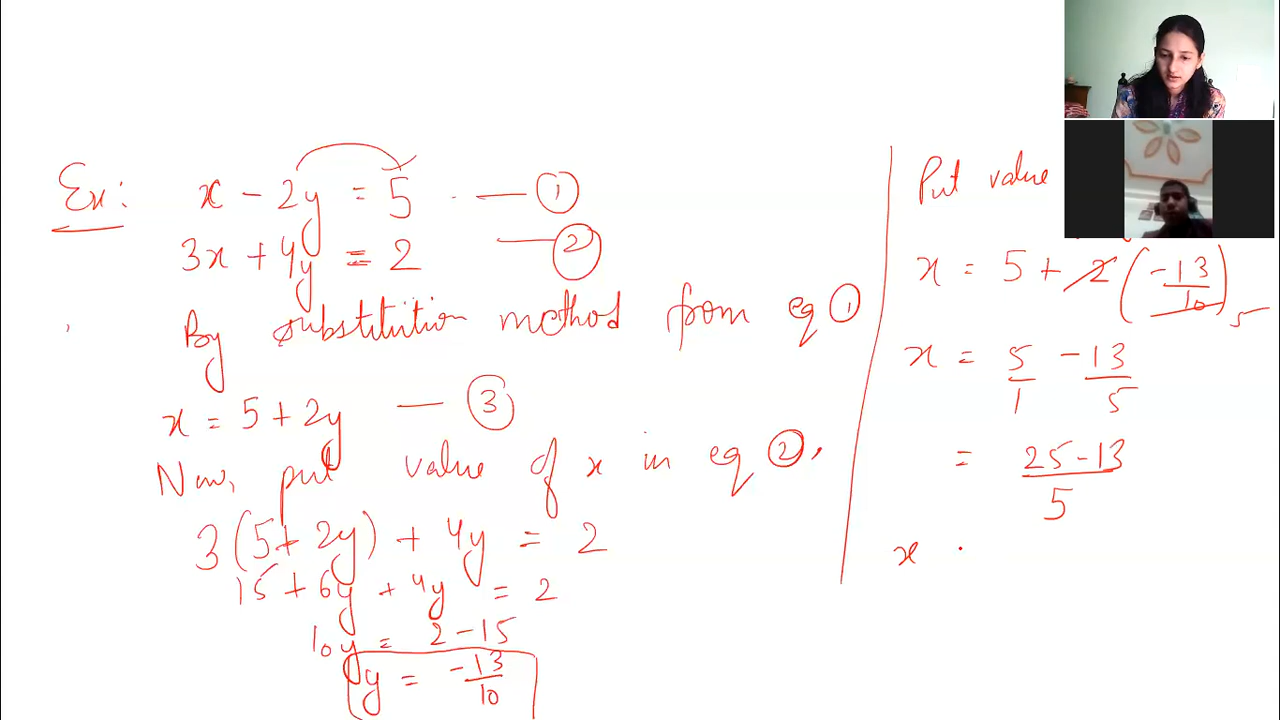 Ex: x - 2y = 5 — ①
3x + 4y = 2 — ②
By substitution method from eq ①
x = 5 + 2y — ③
Now, put value of x in eq ②,
3(5 + 2y) + 4y = 2
15 + 6y + 4y = 2
10y = 2 - 15
y = -13/10
Put value
x = 5 + 2(-13/10) 5
x = 5/1 - 13/5
= 25 - 13/5
x